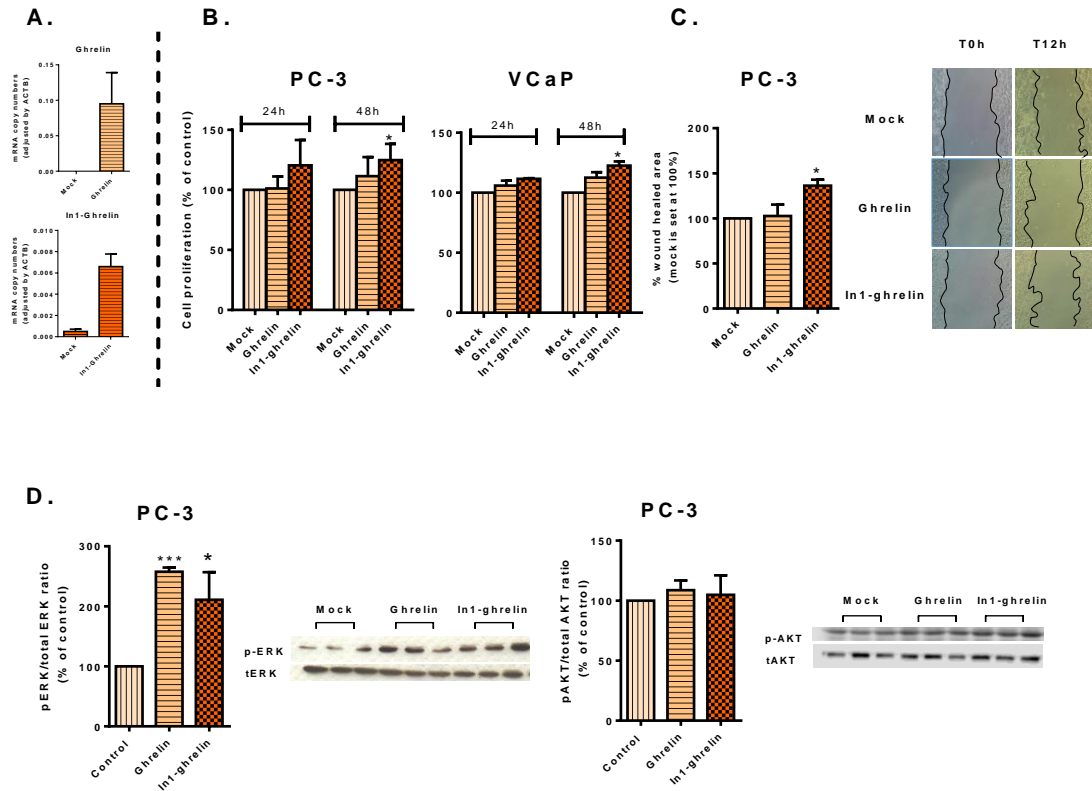 A.
Ghrelin
mRNA copy numbers
(adjusted by ACTB)
0.15
0.10
0.05
0.00
Mock
Ghrelin
In1-Ghrelin
mRNA copy numbers
(adjusted by ACTB)
0.010
0.008
0.006
0.004
0.002
0.000
Mock
In1-Ghrelin
B.
PC-3
Cell proliferation (% of control)
150
100
50
0
24h
48h
*
Mock
Ghrelin
In1-ghrelin
Mock
Ghrelin
In1-ghrelin
VCaP
150
100
50
0
24h
48h
*
Mock
Ghrelin
In1-ghrelin
Mock
Ghrelin
In1-ghrelin
C.
PC-3
% wound healed area
(mock is set at 100%)
200
150
100
50
0
*
Mock
Ghrelin
In1-ghrelin
T0h
T12h
Mock
Ghrelin
In1-ghrelin
D.
PC-3
pERK/total ERK ratio
(% of control)
300
200
100
0
***
*
Control
Ghrelin
In1-ghrelin
Mock
Ghrelin
In1-ghrelin
p-ERK
tERK
PC-3
pAKT/total AKT ratio
(% of control)
150
100
50
0
Control
Ghrelin
In1-ghrelin
Mock
Ghrelin
In1-ghrelin
p-AKT
tAKT